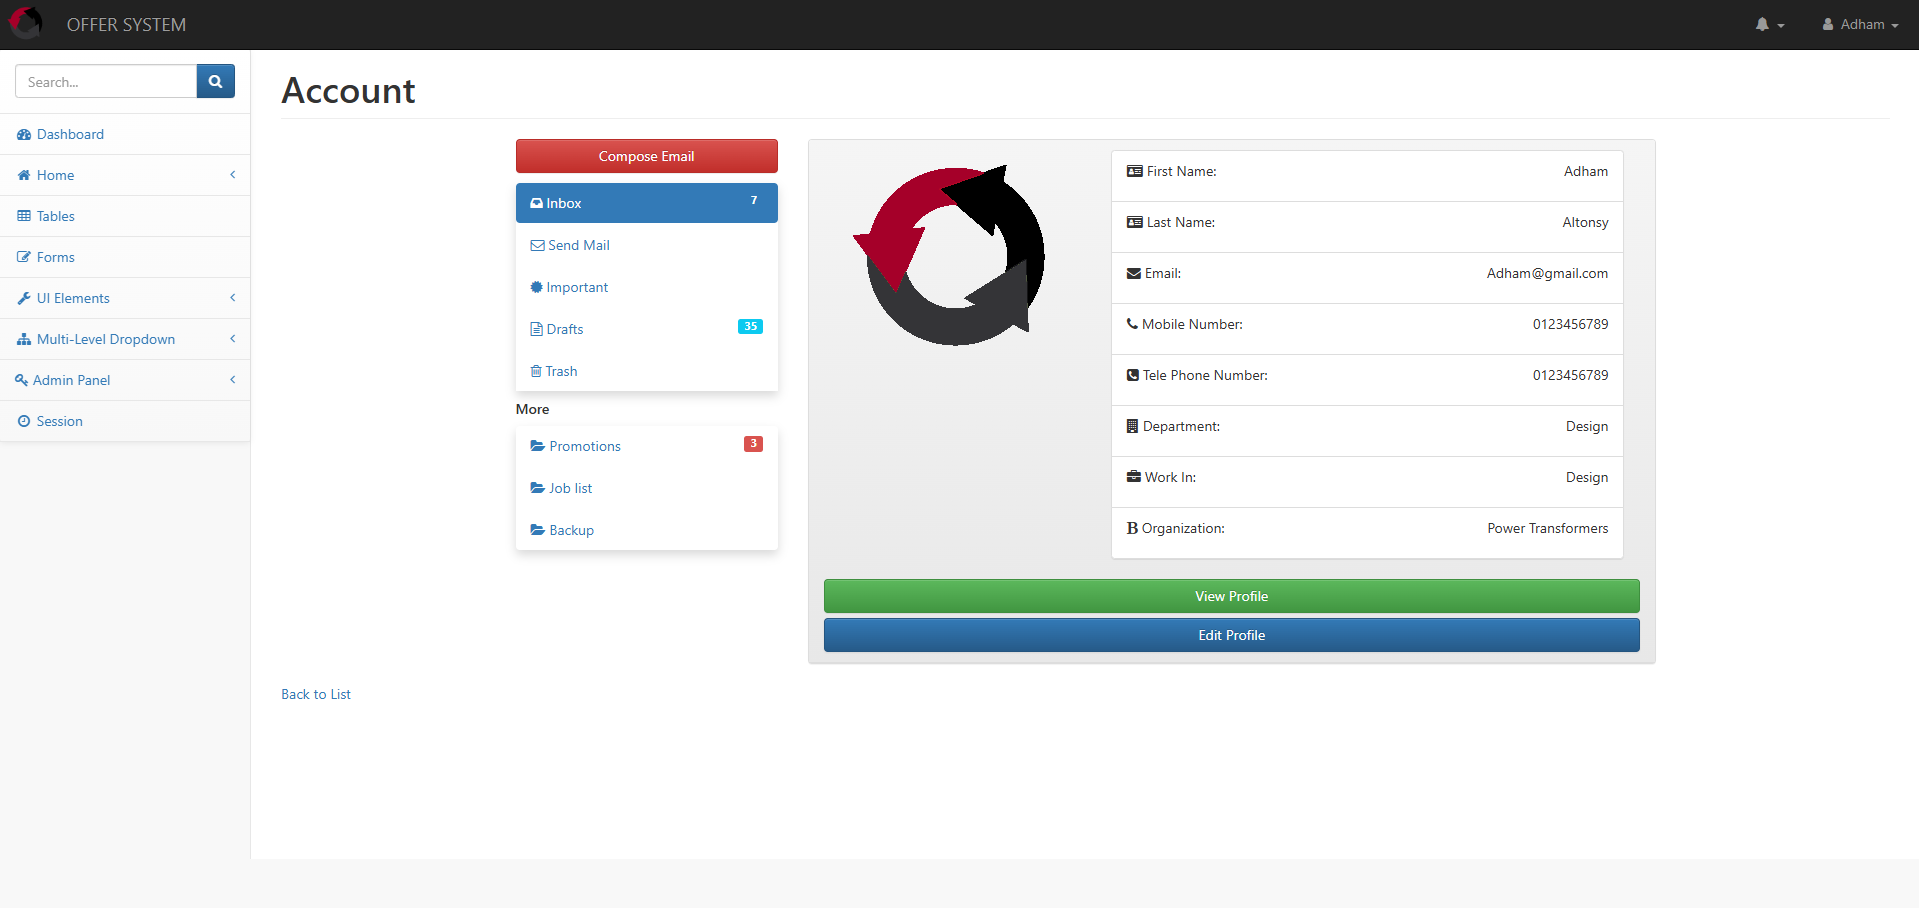 OFFER SYSTEM
Adham
Search...
Dashboard
Home
Tables
Forms
UI Elements
Multi-Level Dropdown
Admin Panel
Session
Account
Compose Email
Inbox 7
Send Mail
Important
Drafts 35
Trash
More
Promotions 3
Job list
Backup
First Name: Adham
Last Name: Altonsy
Email: Adham@gmail.com
Mobile Number: 0123456789
Tele Phone Number: 0123456789
Department: Design
Work In: Design
B Organization: Power Transformers
View Profile
Edit Profile
Back to List